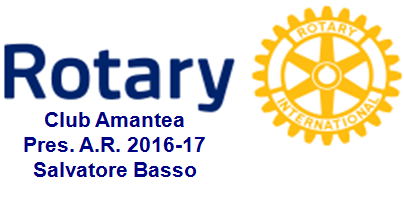 Rotary
Club Amantea
Pres. A.R. 2016-17
Salvatore Basso
ROTARY
INTERNATIONAL